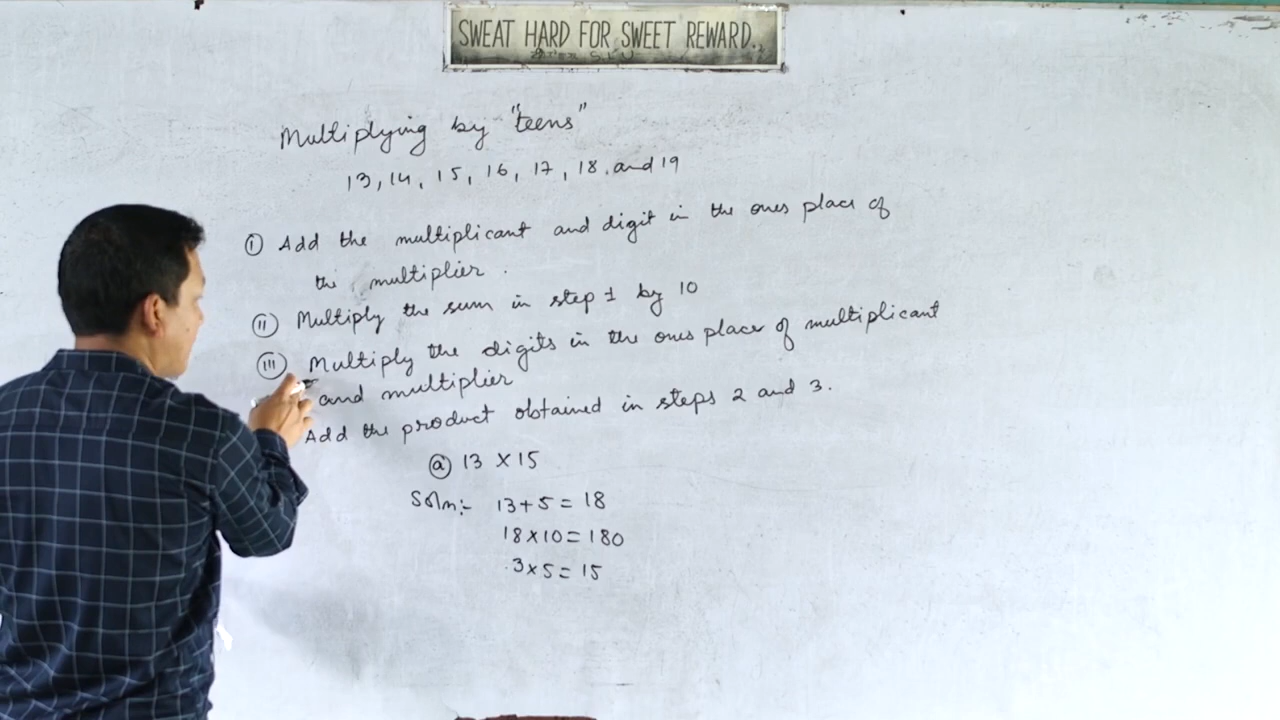 SWEAT HARD FOR SWEET REWARD.
Multiplying by "teens"
13, 14, 15, 16, 17, 18. and 19
(i) Add the multiplicant and digit in the ones place of
the multiplier.
(ii) Multiply the sum in step 1 by 10
(iii) Multiply the digits in the ones place of multiplicant
and multiplier
Add the product obtained in steps 2 and 3.
(a) 13 × 15
Soln:- 13+5 = 18
18×10 = 180
3×5 = 15